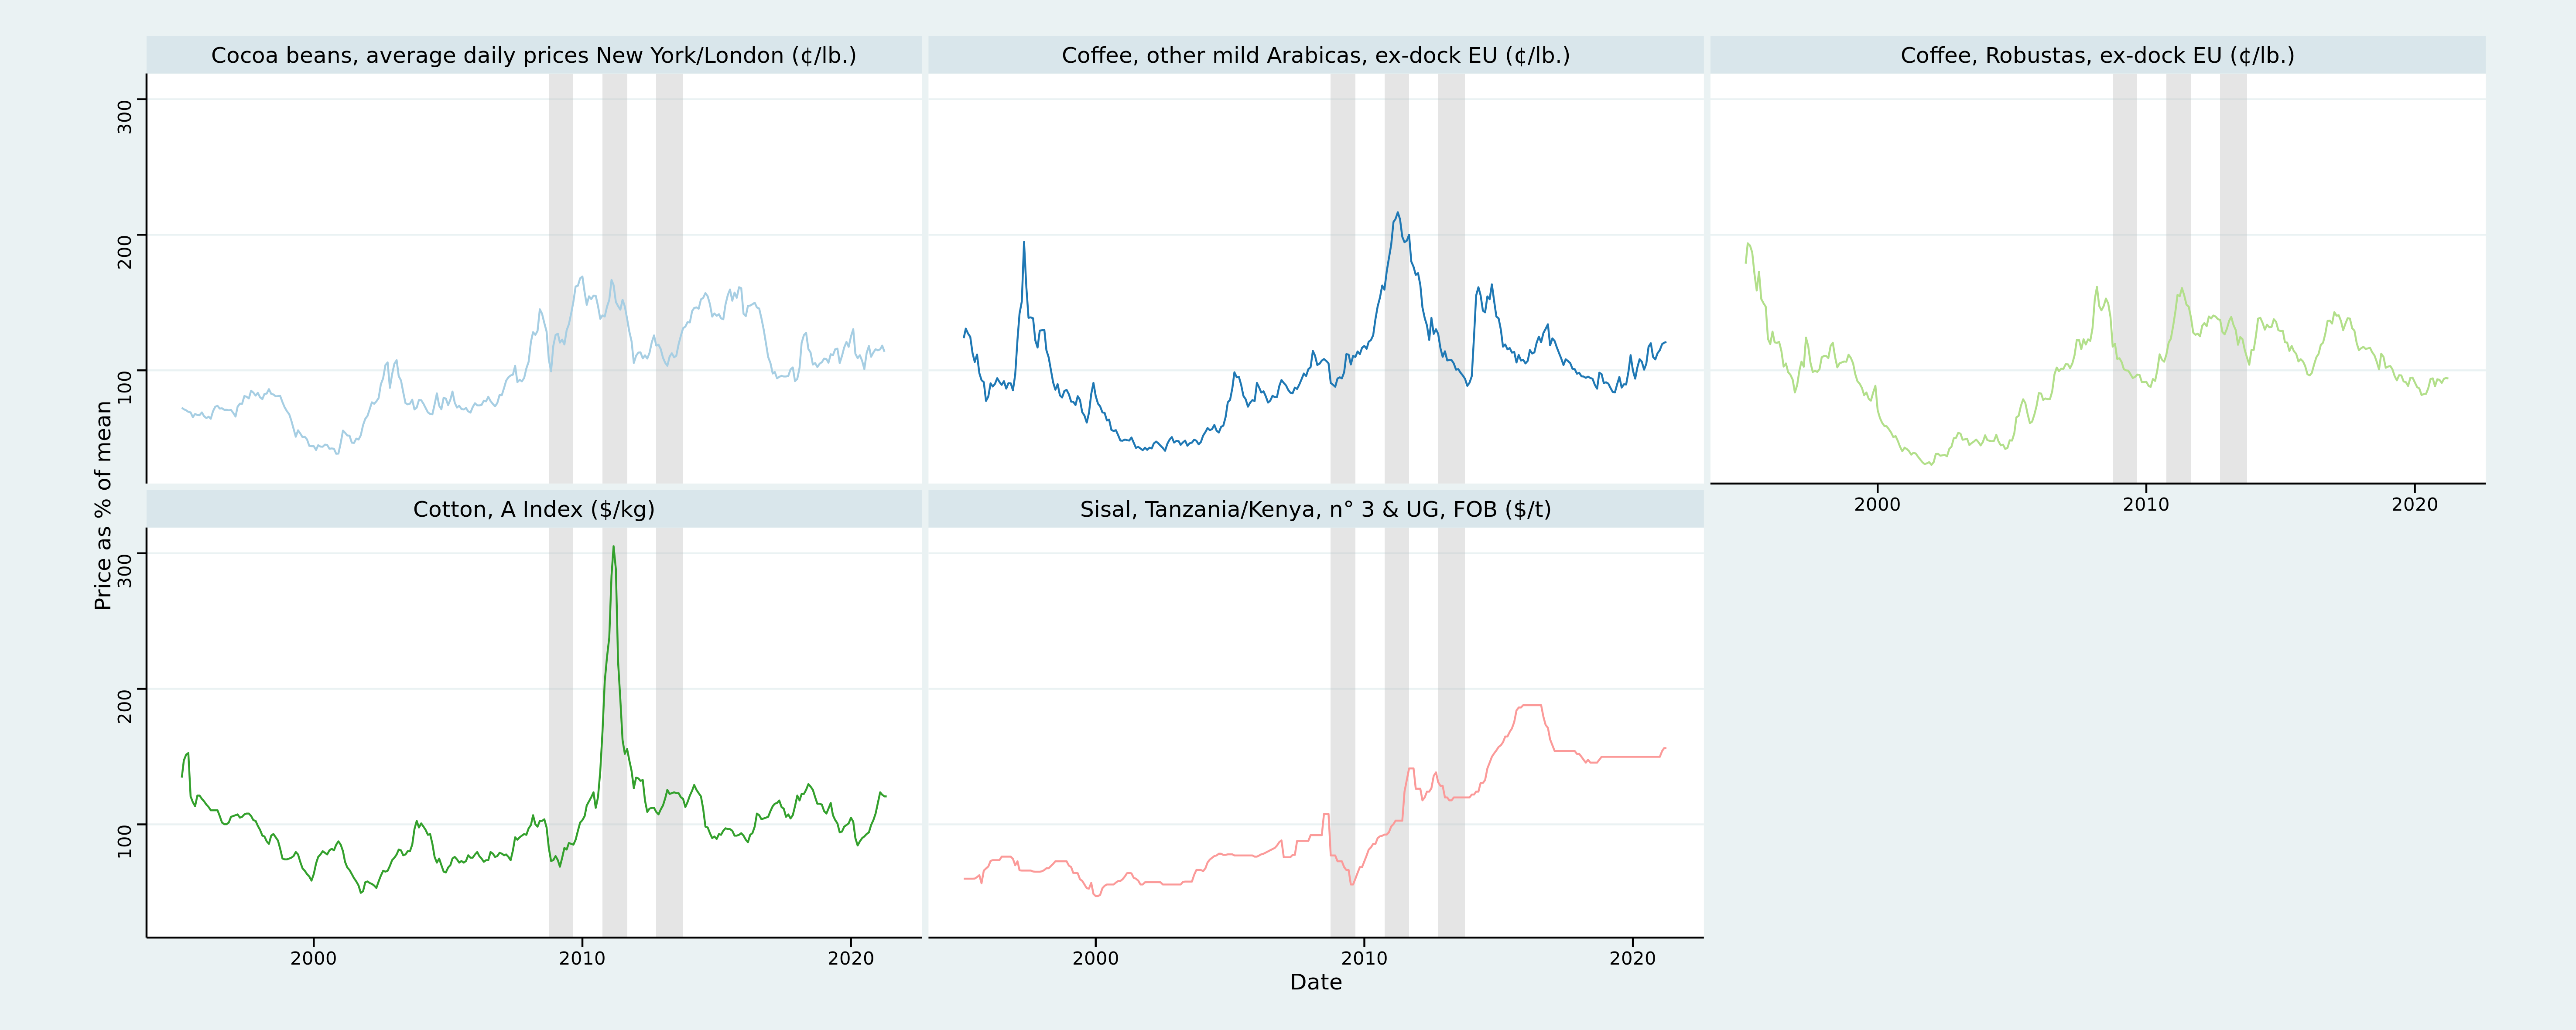 Cocoa beans, average daily prices New York/London (¢/lb.)
Coffee, other mild Arabicas, ex-dock EU (¢/lb.)
Coffee, Robustas, ex-dock EU (¢/lb.)
300
200
100
2000 2010 2020
Price as % of mean
Cotton, A Index ($/kg)
Sisal, Tanzania/Kenya, n° 3 & UG, FOB ($/t)
300
200
100
2000 2010 2020
2000 2010 2020
Date